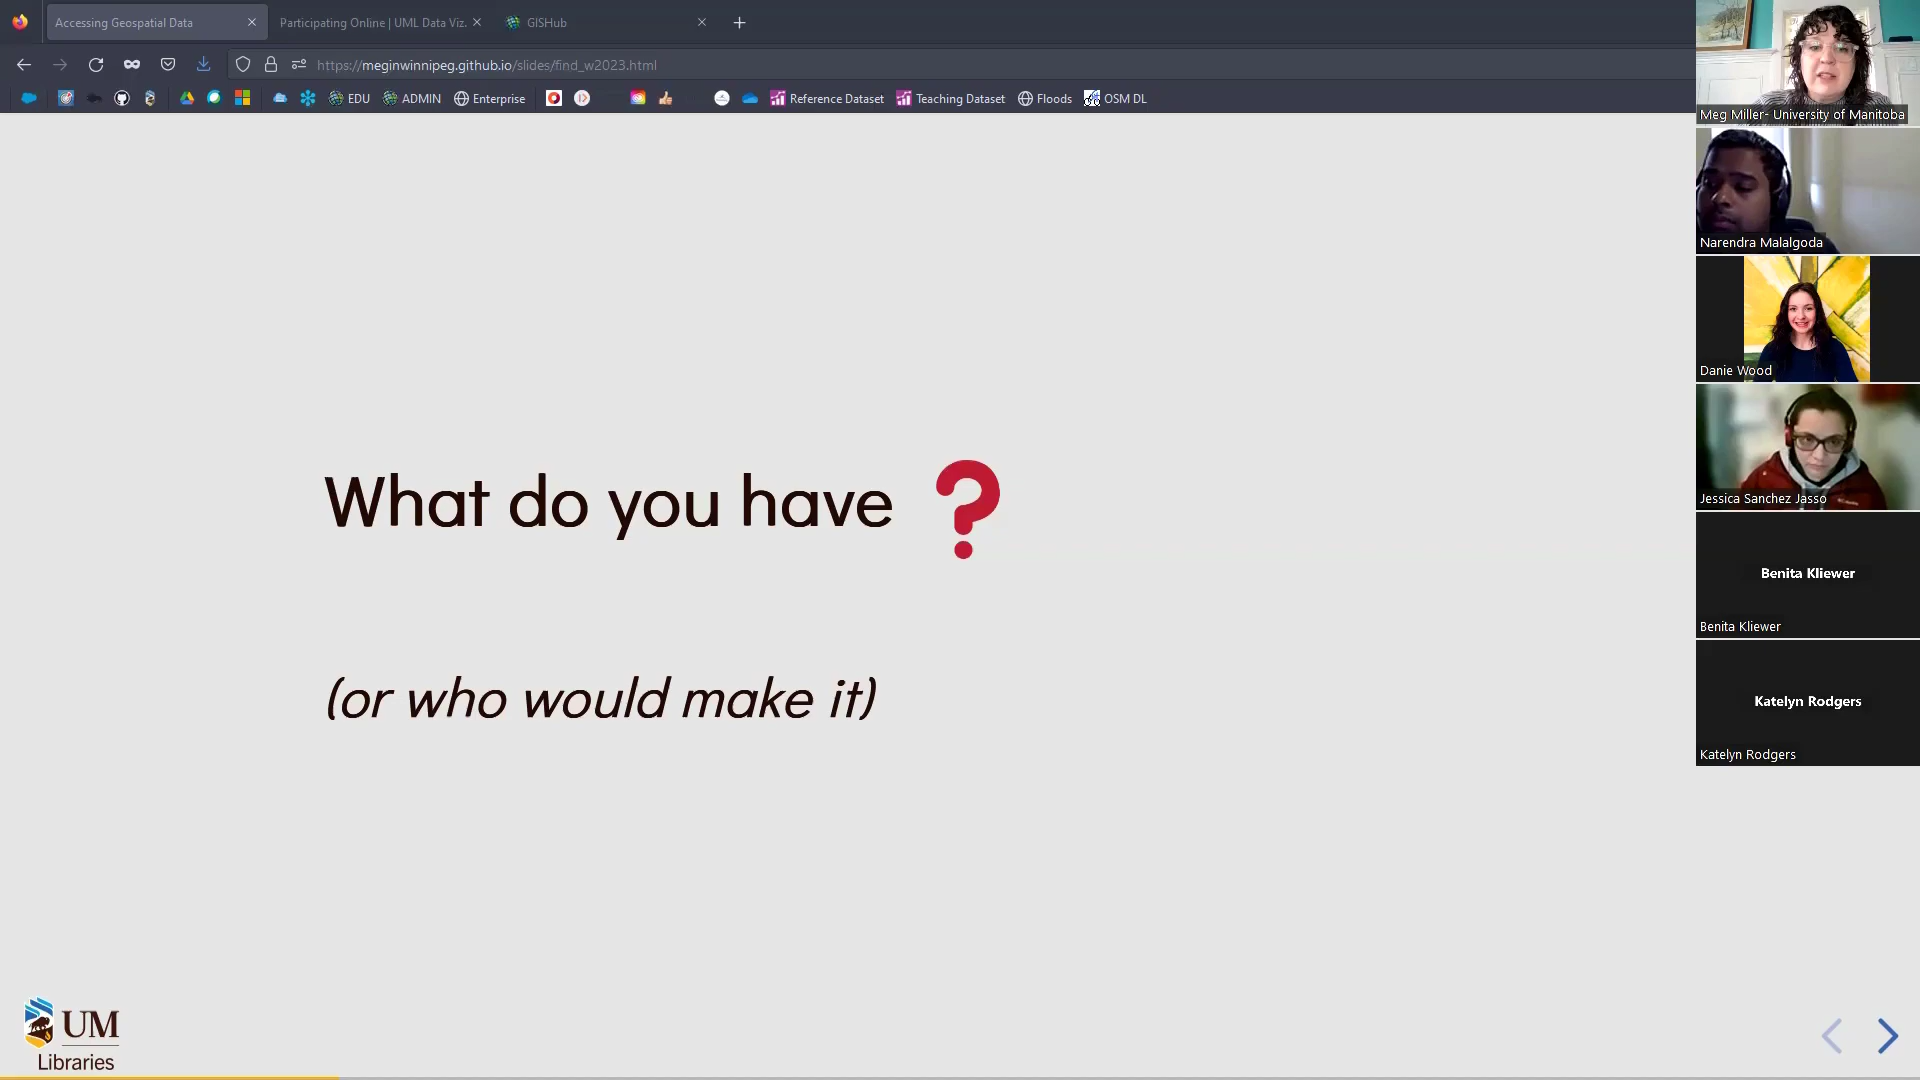 Accessing Geospatial Data
Participating Online | UML Data Viz.
GISHub
https://meginwinnipeg.github.io/slides/find_w2023.html
EDU
ADMIN
Enterprise
Reference Dataset
Teaching Dataset
Floods
OSM DL
What do you have ?
(or who would make it)
UM
Libraries
Meg Miller- University of Manitoba
Narendra Malalgoda
Danie Wood
Jessica Sanchez Jasso
Benita Kliewer
Benita Kliewer
Katelyn Rodgers
Katelyn Rodgers